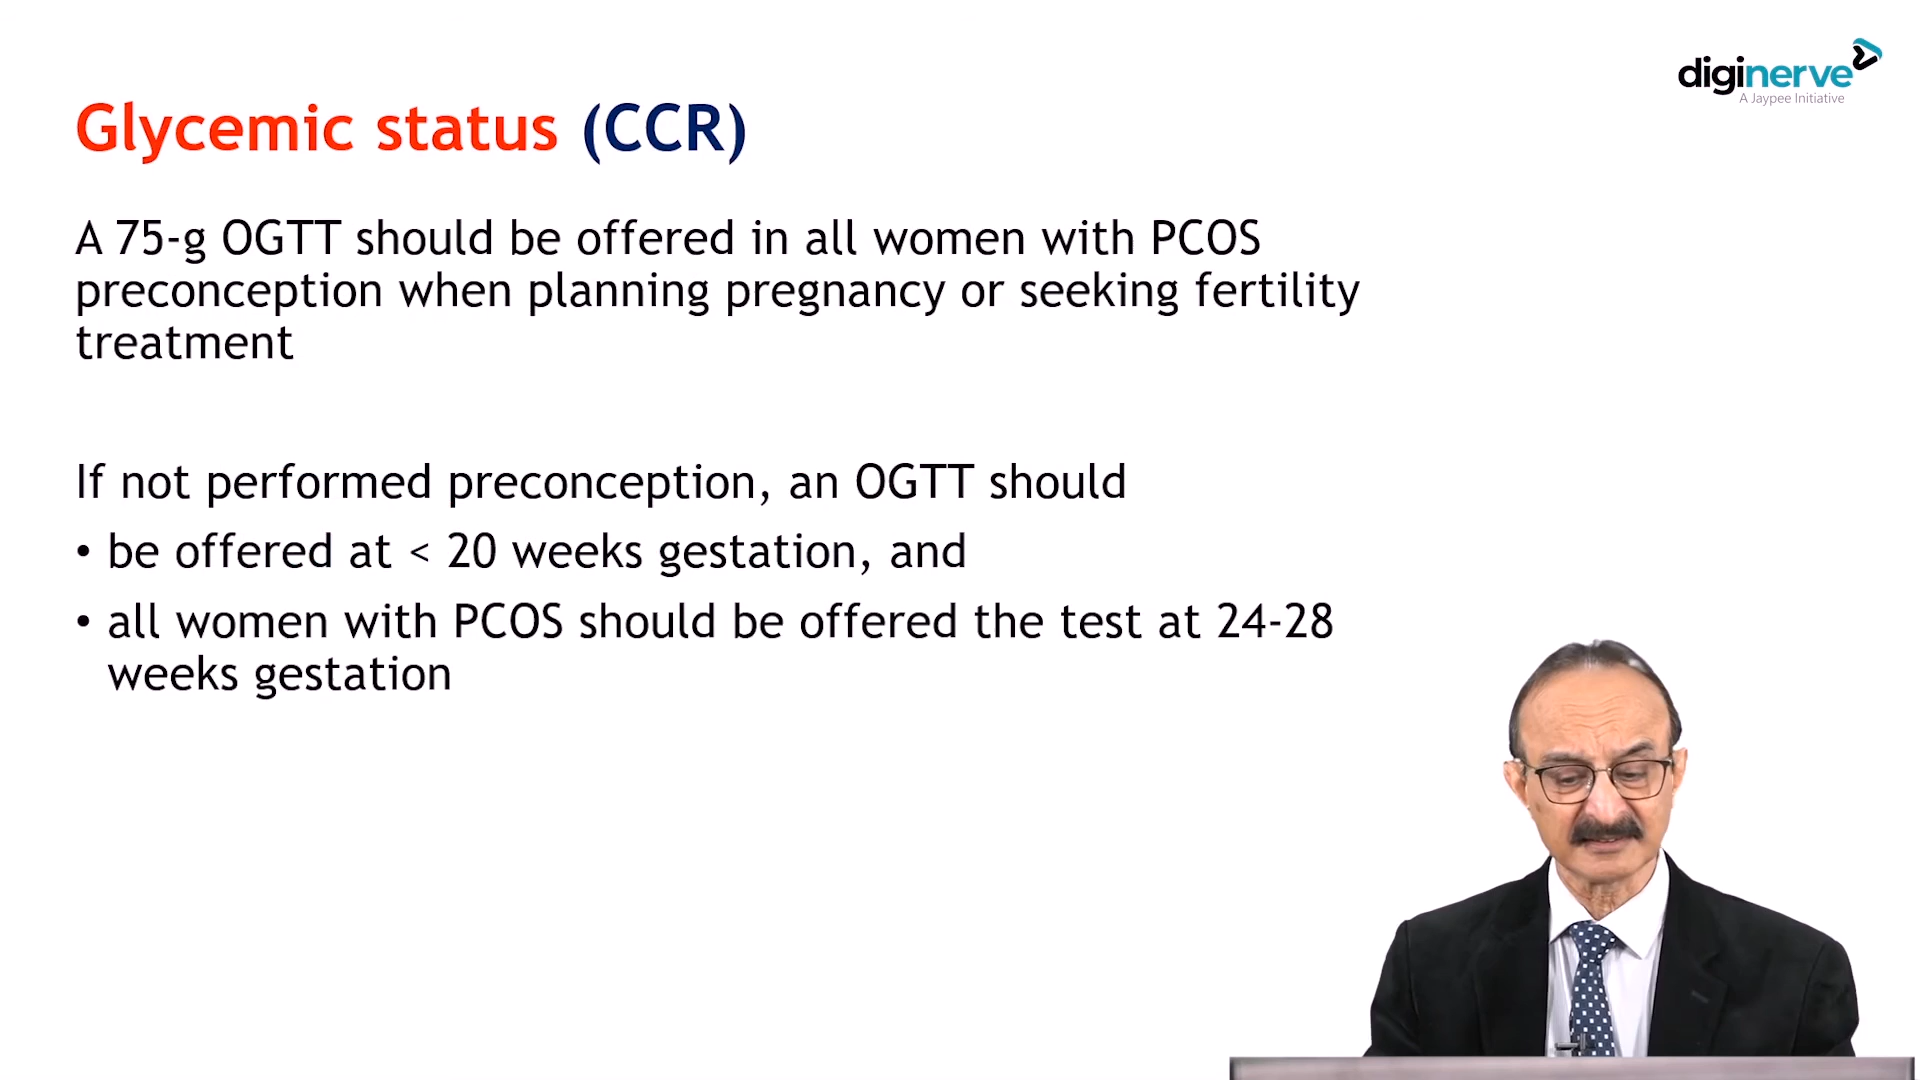 diginerve
A Jaypee Initiative
Glycemic status (CCR)
A 75-g OGTT should be offered in all women with PCOS
preconception when planning pregnancy or seeking fertility
treatment
If not performed preconception, an OGTT should
• be offered at < 20 weeks gestation, and
• all women with PCOS should be offered the test at 24-28
weeks gestation